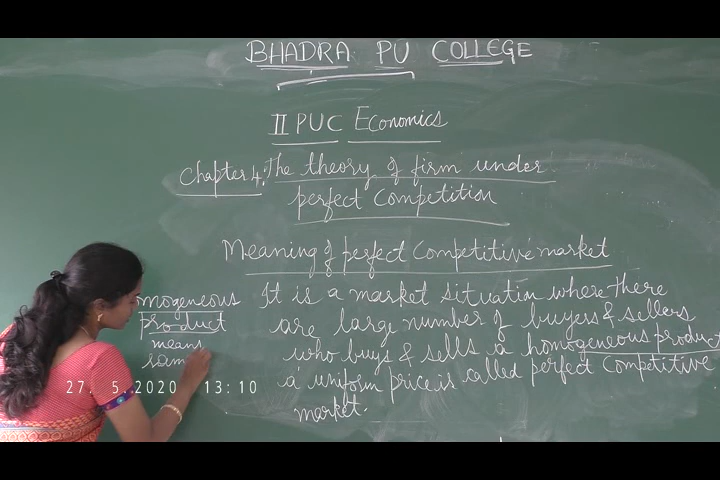 BHADRA PU COLLEGE
II PUC Economics
Chapter 4. The theory of firm under
perfect Competition
Meaning of perfect Competitive market
It is a market situation where there
are large number of buyers & sellers
who buys & sells a homogeneous product
a uniform price is called perfect Competitive
market.
mogeneous
product
means
sam
27. 5.2020 13:10